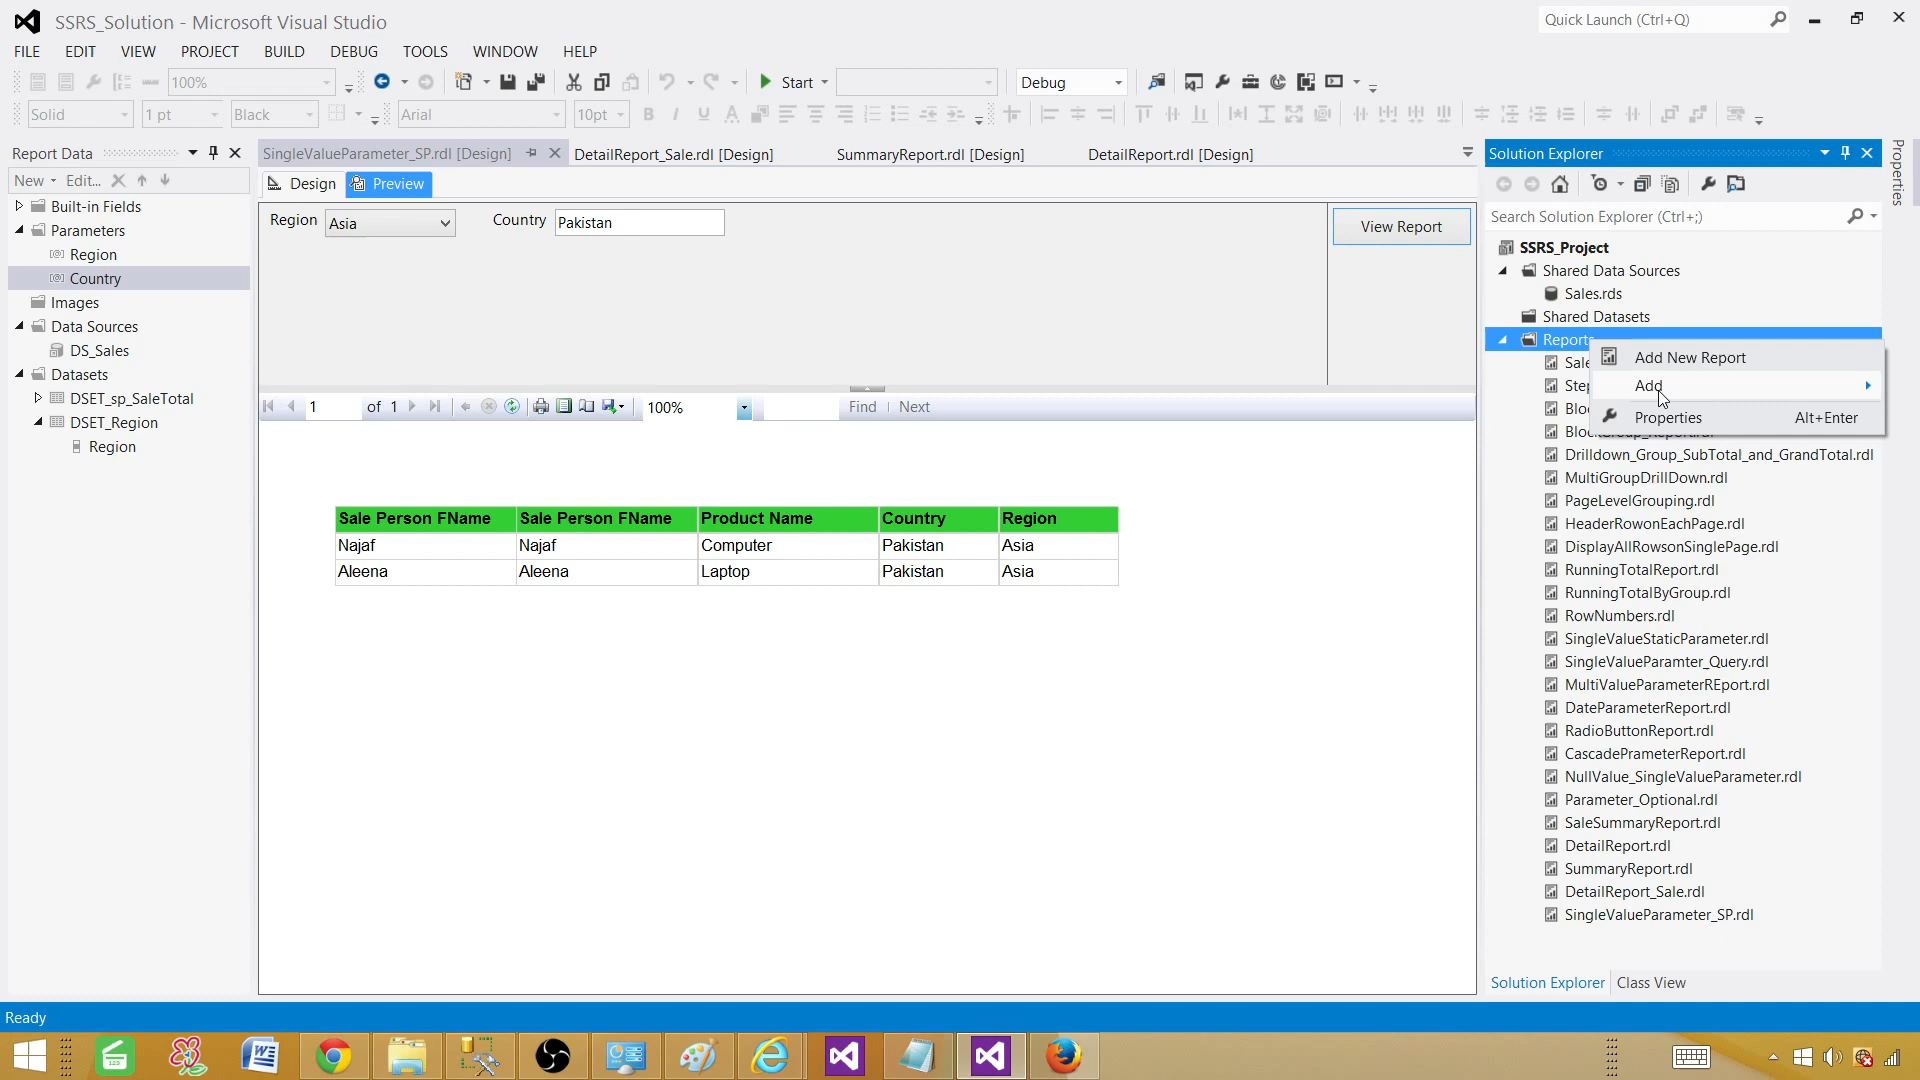 SSRS_Solution - Microsoft Visual Studio
Quick Launch (Ctrl+Q)
FILE EDIT VIEW PROJECT BUILD DEBUG TOOLS WINDOW HELP
100% Start Debug
Solid 1 pt Black Arial 10pt B I U A
Report Data
SingleValueParameter_SP.rdl [Design] DetailReport_Sale.rdl [Design] SummaryReport.rdl [Design] DetailReport.rdl [Design]
Solution Explorer
Properties
New Edit...
Design Preview
Built-in Fields
Parameters
Region
Country
Images
Data Sources
DS_Sales
Datasets
DSET_sp_SaleTotal
DSET_Region
Region
Region Asia Country Pakistan
View Report
1 of 1 100% Find Next
Sale Person FName Sale Person FName Product Name Country Region
Najaf Najaf Computer Pakistan Asia
Aleena Aleena Laptop Pakistan Asia
Search Solution Explorer (Ctrl+;)
SSRS_Project
Shared Data Sources
Sales.rds
Shared Datasets
Reports
Add New Report
Add
Properties Alt+Enter
Drilldown_Group_SubTotal_and_GrandTotal.rdl
MultiGroupDrillDown.rdl
PageLevelGrouping.rdl
HeaderRowonEachPage.rdl
DisplayAllRowsonSinglePage.rdl
RunningTotalReport.rdl
RunningTotalByGroup.rdl
RowNumbers.rdl
SingleValueStaticParameter.rdl
SingleValueParamter_Query.rdl
MultiValueParameterREport.rdl
DateParameterReport.rdl
RadioButtonReport.rdl
CascadePrameterReport.rdl
NullValue_SingleValueParameter.rdl
Parameter_Optional.rdl
SaleSummaryReport.rdl
DetailReport.rdl
SummaryReport.rdl
DetailReport_Sale.rdl
SingleValueParameter_SP.rdl
Solution Explorer Class View
Ready